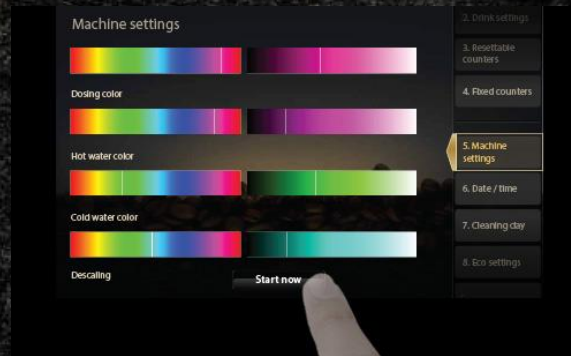 Machine settings
Dosing color
Hot water color
Cold water color
Descaling
Start now
2. Drink settings
3. Resettable
counters
4. Fixed counters
5. Machine
settings
6. Date / time
7. Cleaning day
8. Eco settings